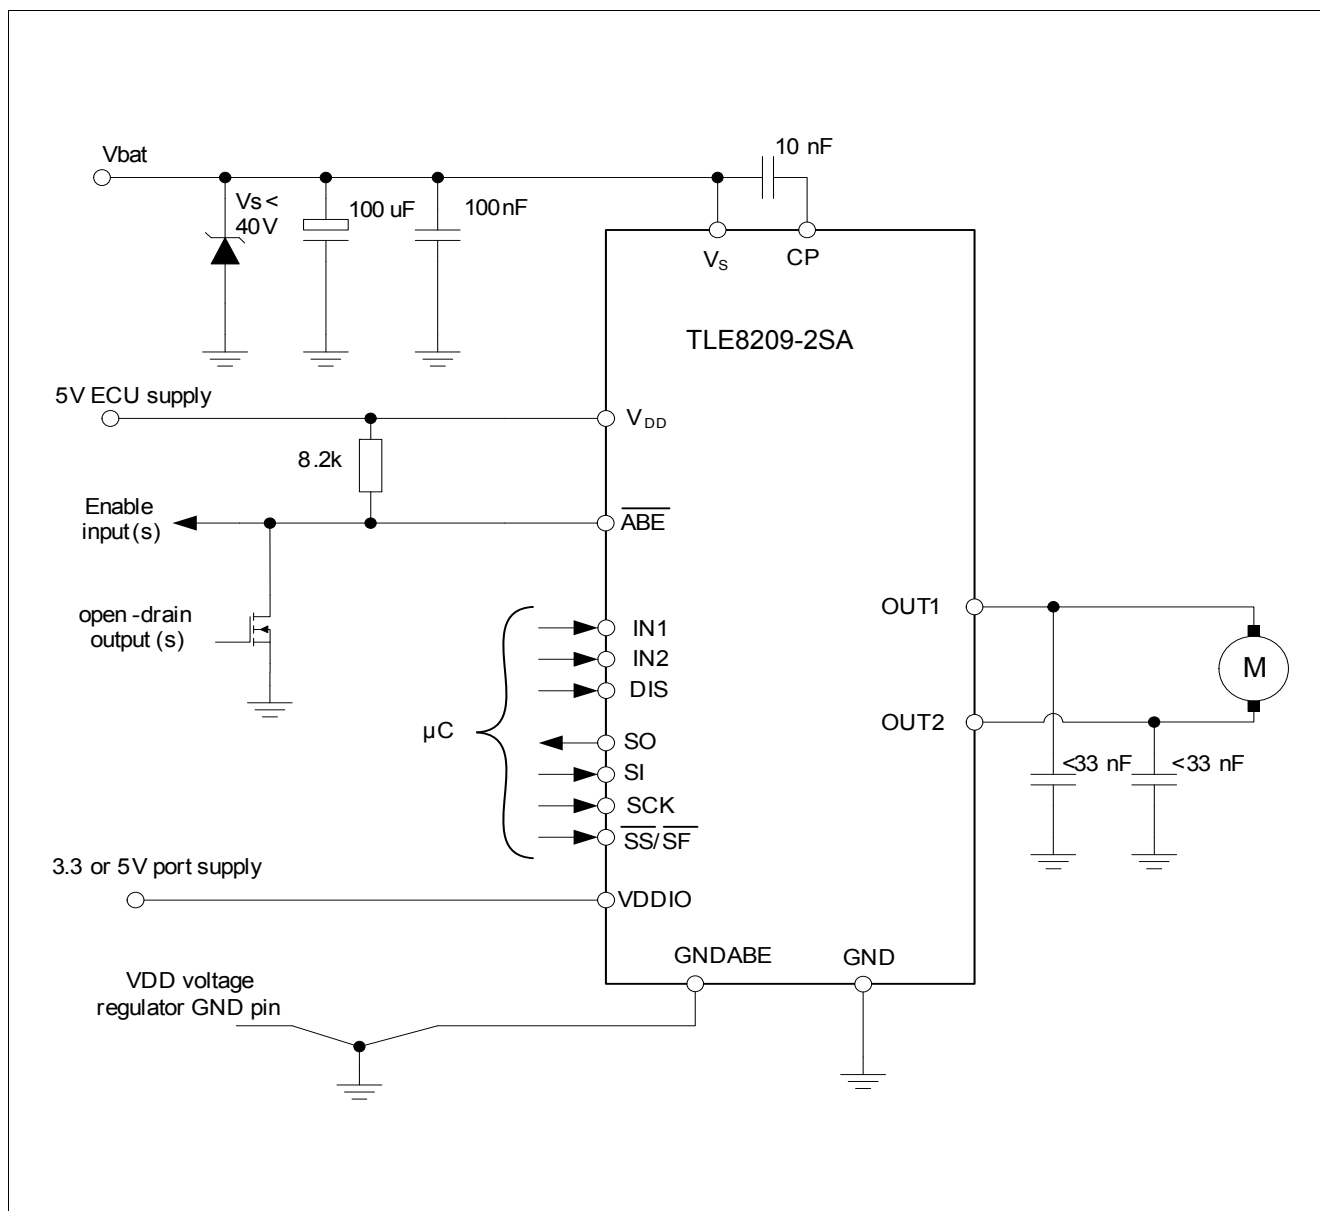 10 nF
Vbat
Vs <
40V
100 uF
100nF
VS
CP
TLE8209-2SA
5V ECU supply
VDD
8.2k
Enable
input(s)
ABE
open-drain
output(s)
OUT1
IN1
IN2
M
DIS
OUT2
µC
SO
SI
<33 nF
<33 nF
SCK
SS/SF
3.3 or 5V port supply
VDDIO
GNDABE
GND
VDD voltage
regulator GND pin